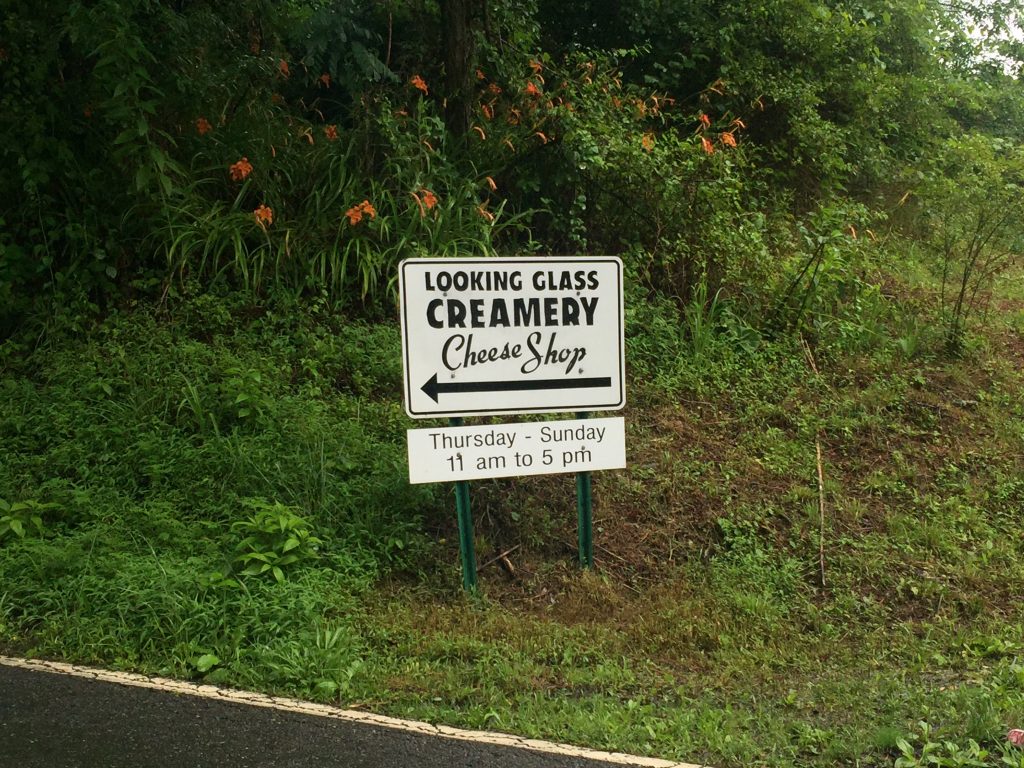 LOOKING GLASS
CREAMERY
Cheese Shop
Thursday - Sunday
11 am to 5 pm